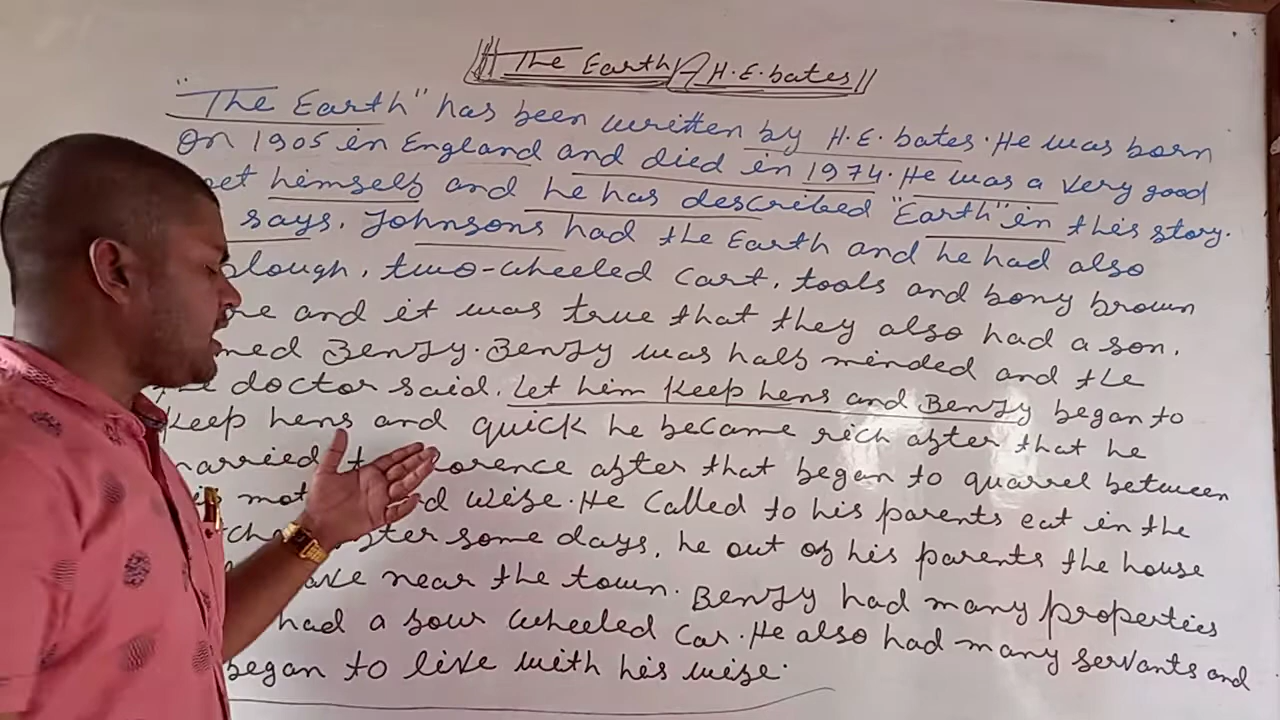 The Earth / H.E.bates
"The Earth" has been written by H.E.bates. He was born
On 1905 in England and died in 1974. He was a very good
himself and he has described "Earth" in this story.
says. Johnsons had the Earth and he had also
plough, two-wheeled cart, tools and bony brown
and it was true that they also had a son.
Benjy. Benjy was half minded and the
doctor said. Let him keep hens and Benjy began to
keep hens and quick he became rich after that he
married after that began to quarrel between
wife. He called to his parents eat in the
after some days, he out of his parents the house
near the town. Benjy had many properties
had a four wheeled car. He also had many servants and
began to live with his wife.